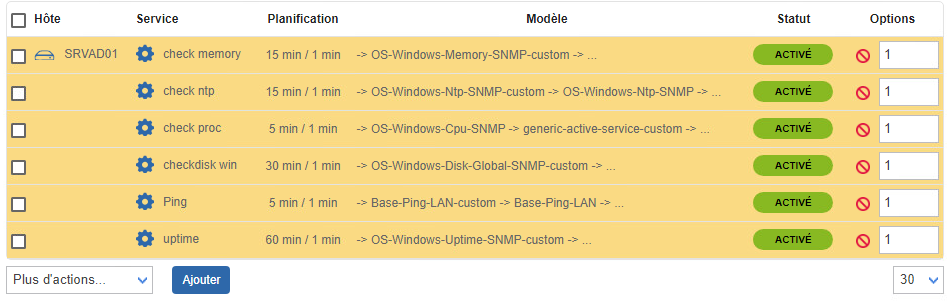 Hôte Service Planification Modèle Statut Options
SRVAD01 check memory 15 min / 1 min -> OS-Windows-Memory-SNMP-custom -> ... ACTIVÉ 1
check ntp 15 min / 1 min -> OS-Windows-Ntp-SNMP-custom -> OS-Windows-Ntp-SNMP -> ... ACTIVÉ 1
check proc 5 min / 1 min -> OS-Windows-Cpu-SNMP -> generic-active-service-custom -> ... ACTIVÉ 1
checkdisk win 30 min / 1 min -> OS-Windows-Disk-Global-SNMP-custom -> ... ACTIVÉ 1
Ping 5 min / 1 min -> Base-Ping-LAN-custom -> Base-Ping-LAN -> ... ACTIVÉ 1
uptime 60 min / 1 min -> OS-Windows-Uptime-SNMP-custom -> ... ACTIVÉ 1
Plus d'actions... Ajouter 30